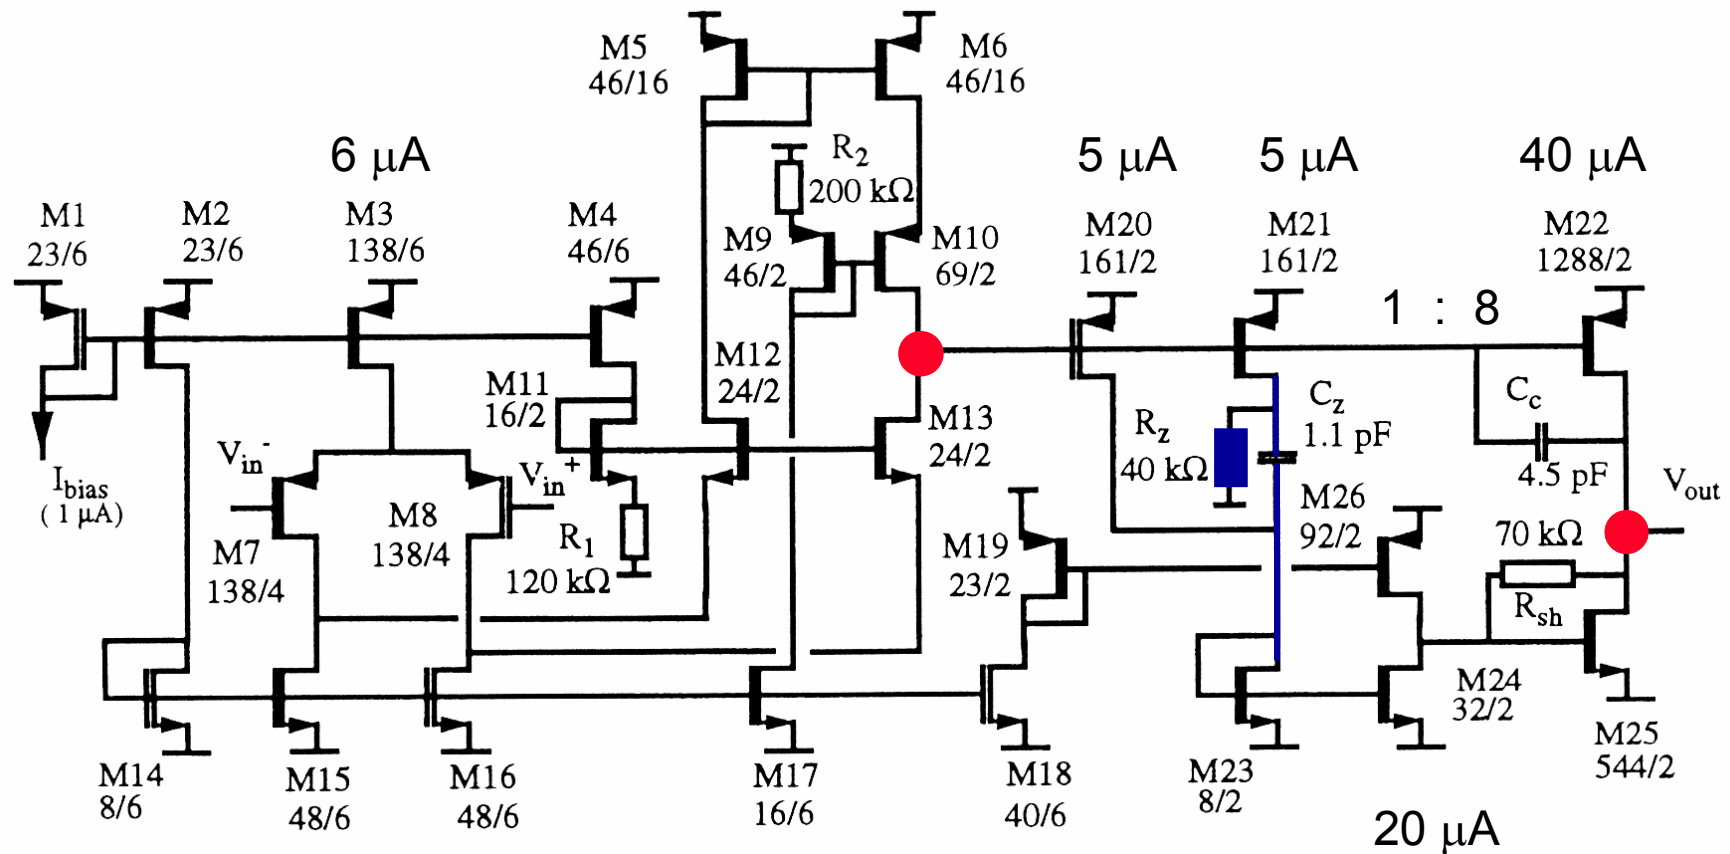 M5
46/16
M6
46/16
6 μA
R2
200 kΩ
5 μA
5 μA
40 μA
M1
23/6
M2
23/6
M3
138/6
M4
46/6
M9
46/2
M10
69/2
M20
161/2
M21
161/2
M22
1288/2
1 : 8
M11
16/2
M12
24/2
M13
24/2
Rz
40 kΩ
Cz
1.1 pF
Cc
4.5 pF
Ibias
( 1 μA)
Vin-
Vin+
M7
138/4
M8
138/4
R1
120 kΩ
M19
23/2
M26
92/2
70 kΩ
Rsh
Vout
M14
8/6
M15
48/6
M16
48/6
M17
16/6
M18
40/6
M23
8/2
M24
32/2
M25
544/2
20 μA